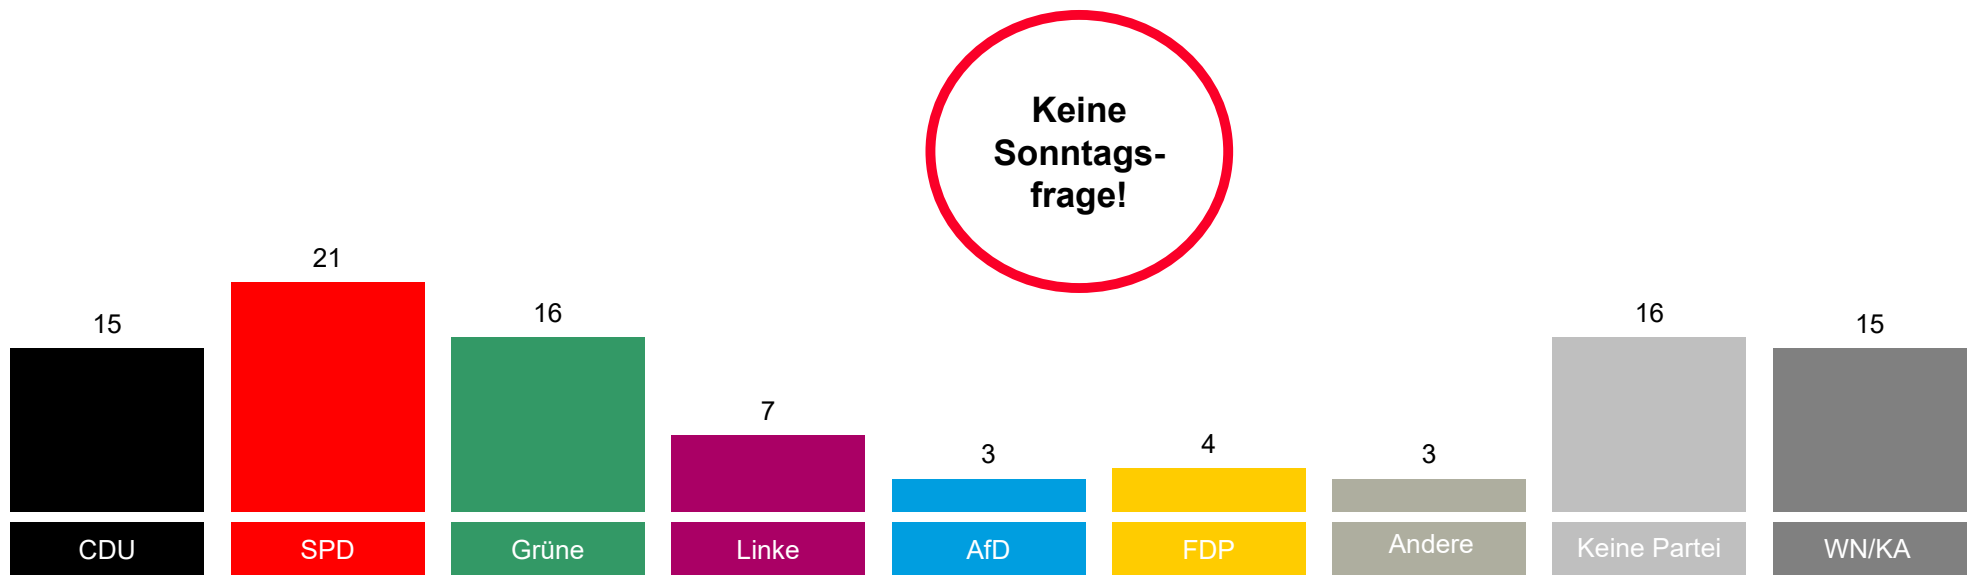 Keine
Sonntags-
frage!
15
21
16
7
3
4
3
16
15
CDU
SPD
Grüne
Linke
AfD
FDP
Andere
Keine Partei
WN/KA